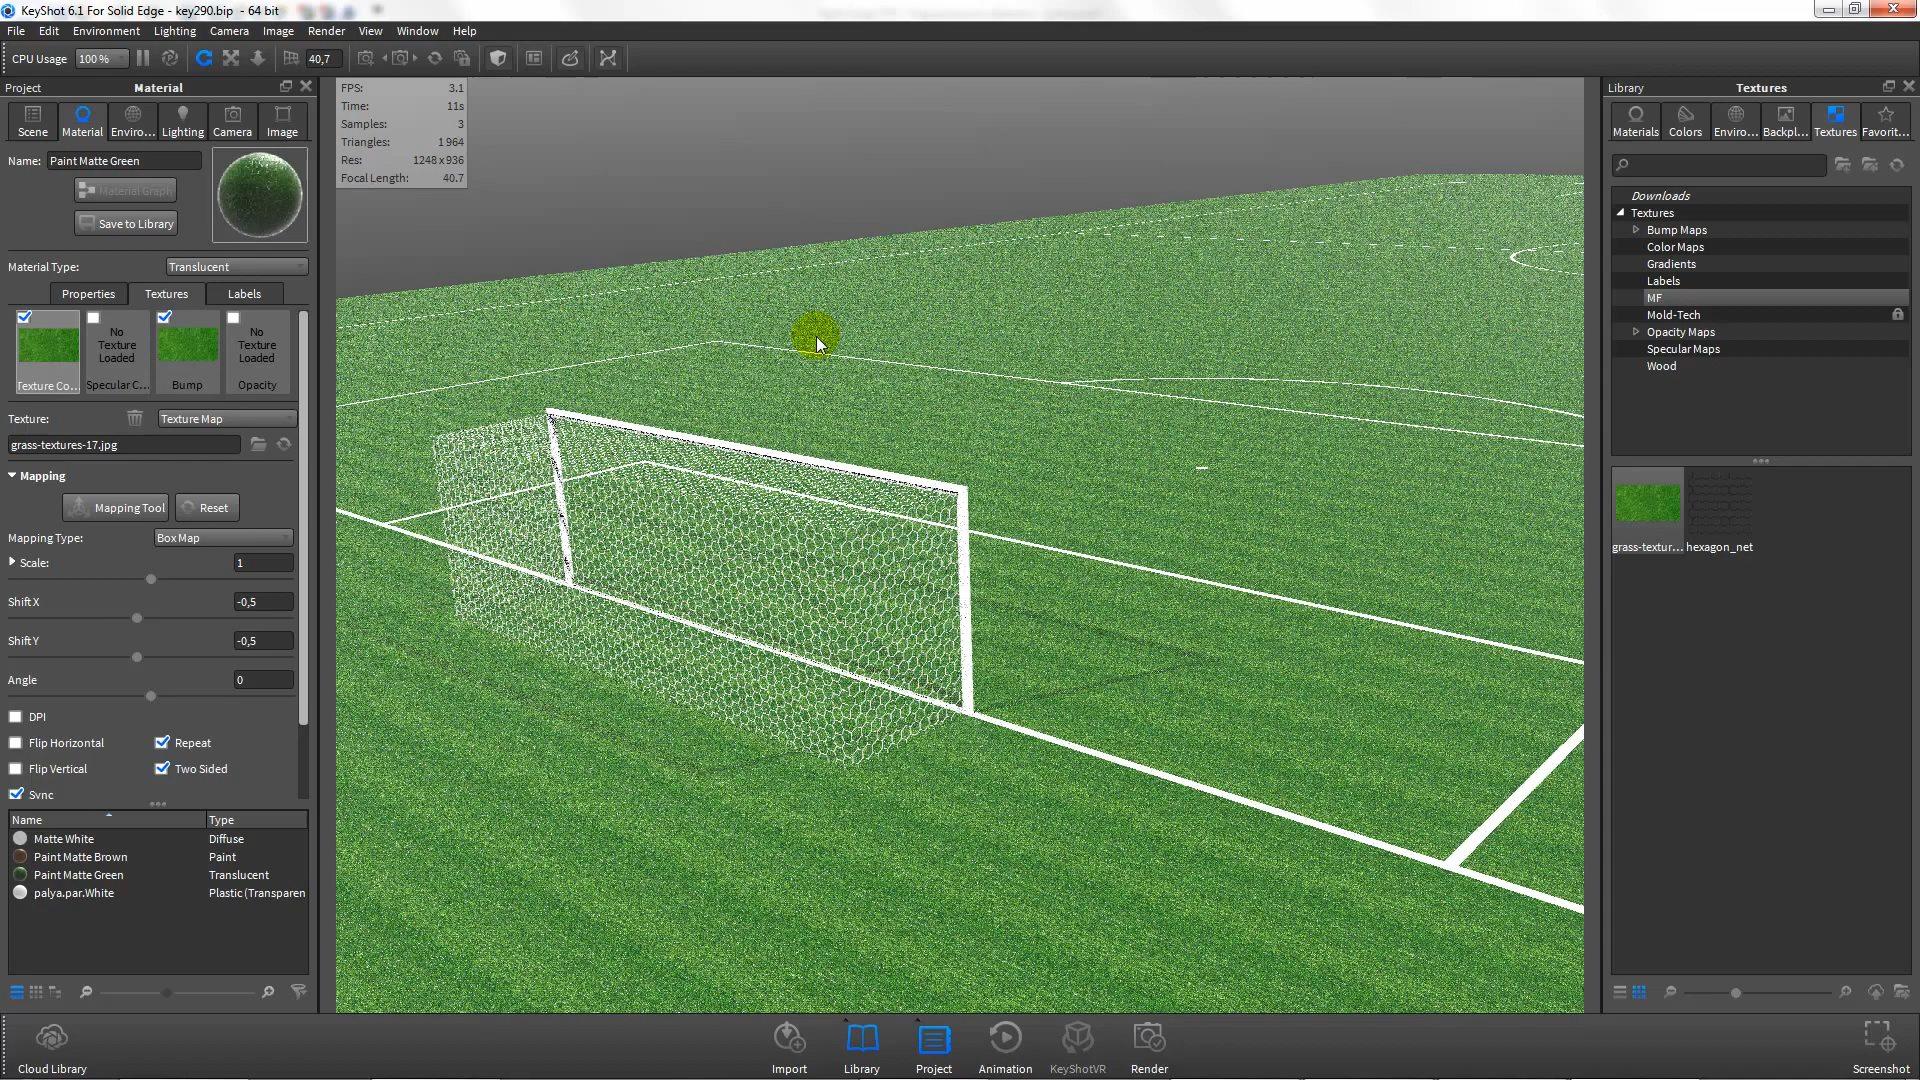 KeyShot 6.1 For Solid Edge - key290.bip - 64 bit
File Edit Environment Lighting Camera Image Render View Window Help
CPU Usage 100 % 40,7
Project Material
Scene Material Enviro... Lighting Camera Image
Name: Paint Matte Green
Material Graph
Save to Library
Material Type: Translucent
Properties Textures Labels
No Texture Loaded
No Texture Loaded
Texture Co... Specular C... Bump Opacity
Texture: Texture Map
grass-textures-17.jpg
Mapping
Mapping Tool Reset
Mapping Type: Box Map
Scale: 1
Shift X -0,5
Shift Y -0,5
Angle 0
DPI
Flip Horizontal Repeat
Flip Vertical Two Sided
Sync
Name Type
Matte White Diffuse
Paint Matte Brown Paint
Paint Matte Green Translucent
palya.par.White Plastic (Transparen
FPS: 3.1
Time: 11s
Samples: 3
Triangles: 1 964
Res: 1248 x 936
Focal Length: 40.7
Library Textures
Materials Colors Enviro... Backpl... Textures Favorit...
Downloads
Textures
Bump Maps
Color Maps
Gradients
Labels
MF
Mold-Tech
Opacity Maps
Specular Maps
Wood
grass-textur... hexagon_net
Cloud Library Import Library Project Animation KeyShotVR Render Screenshot